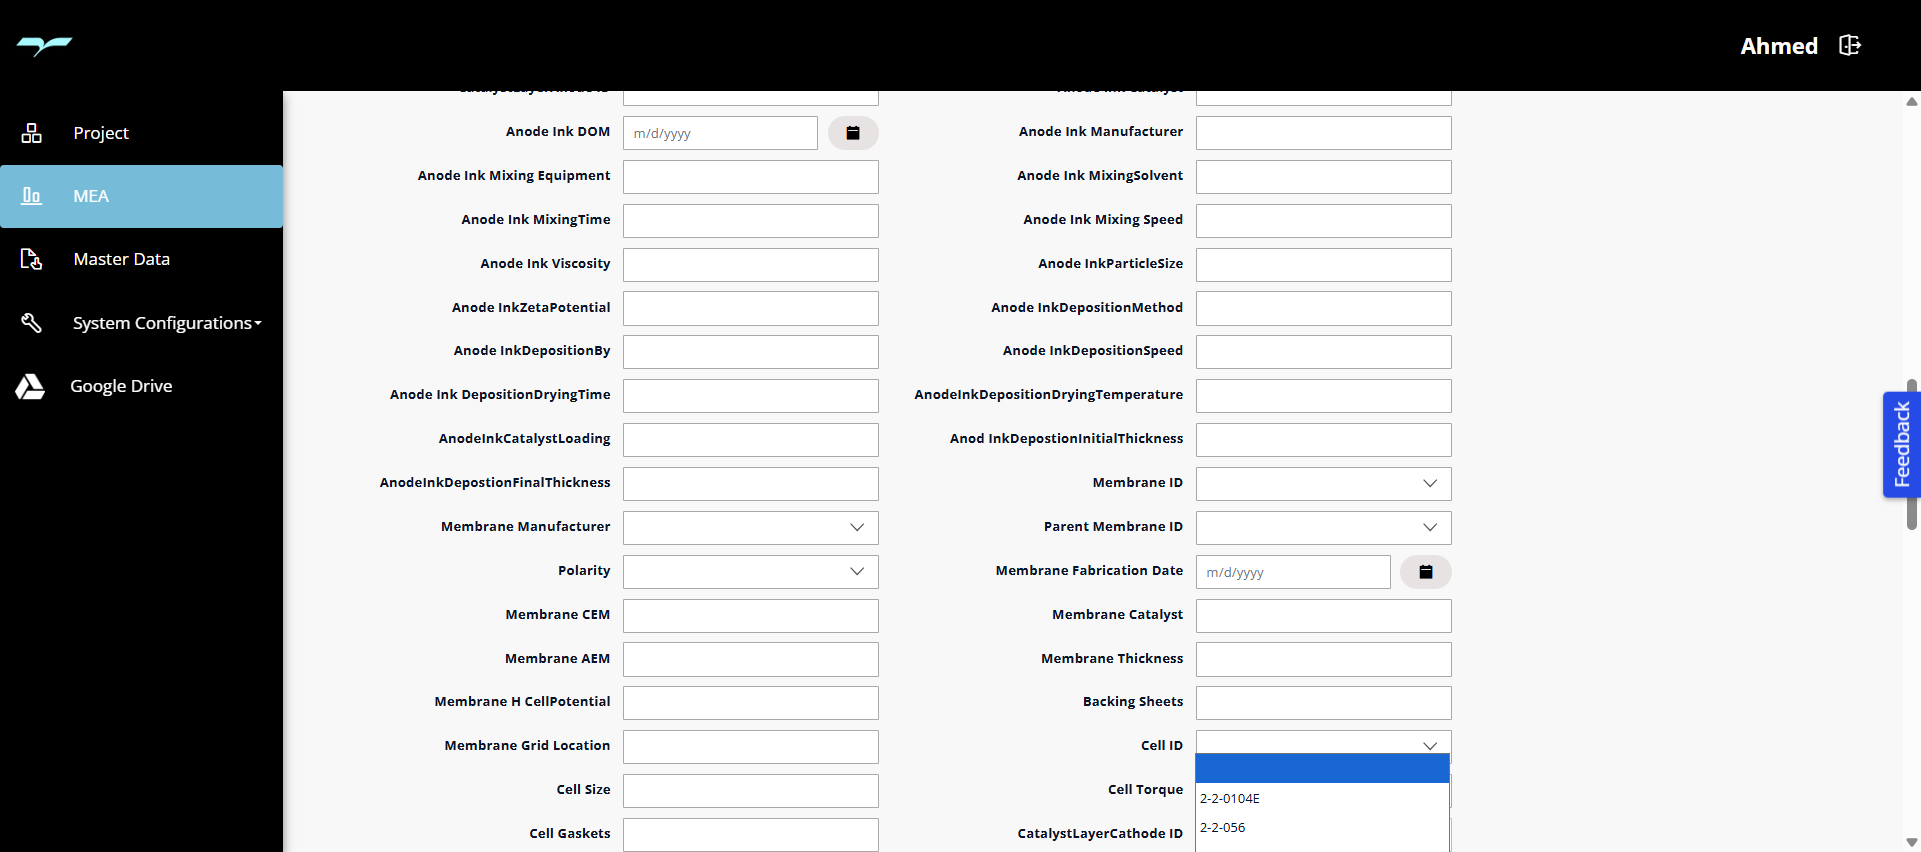 Ahmed
Project
MEA
Master Data
System Configurations
Google Drive
Anode Ink DOM m/d/yyyy Anode Ink Manufacturer
Anode Ink Mixing Equipment Anode Ink MixingSolvent
Anode Ink MixingTime Anode Ink Mixing Speed
Anode Ink Viscosity Anode InkParticleSize
Anode InkZetaPotential Anode InkDepositionMethod
Anode InkDepositionBy Anode InkDepositionSpeed
Anode Ink DepositionDryingTime AnodeInkDepositionDryingTemperature
AnodeInkCatalystLoading Anod InkDepostionInitialThickness
AnodeInkDepostionFinalThickness Membrane ID
Membrane Manufacturer Parent Membrane ID
Polarity Membrane Fabrication Date m/d/yyyy
Membrane CEM Membrane Catalyst
Membrane AEM Membrane Thickness
Membrane H CellPotential Backing Sheets
Membrane Grid Location Cell ID
Cell Size Cell Torque
2-2-0104E
2-2-056
Cell Gaskets CatalystLayerCathode ID
Feedback